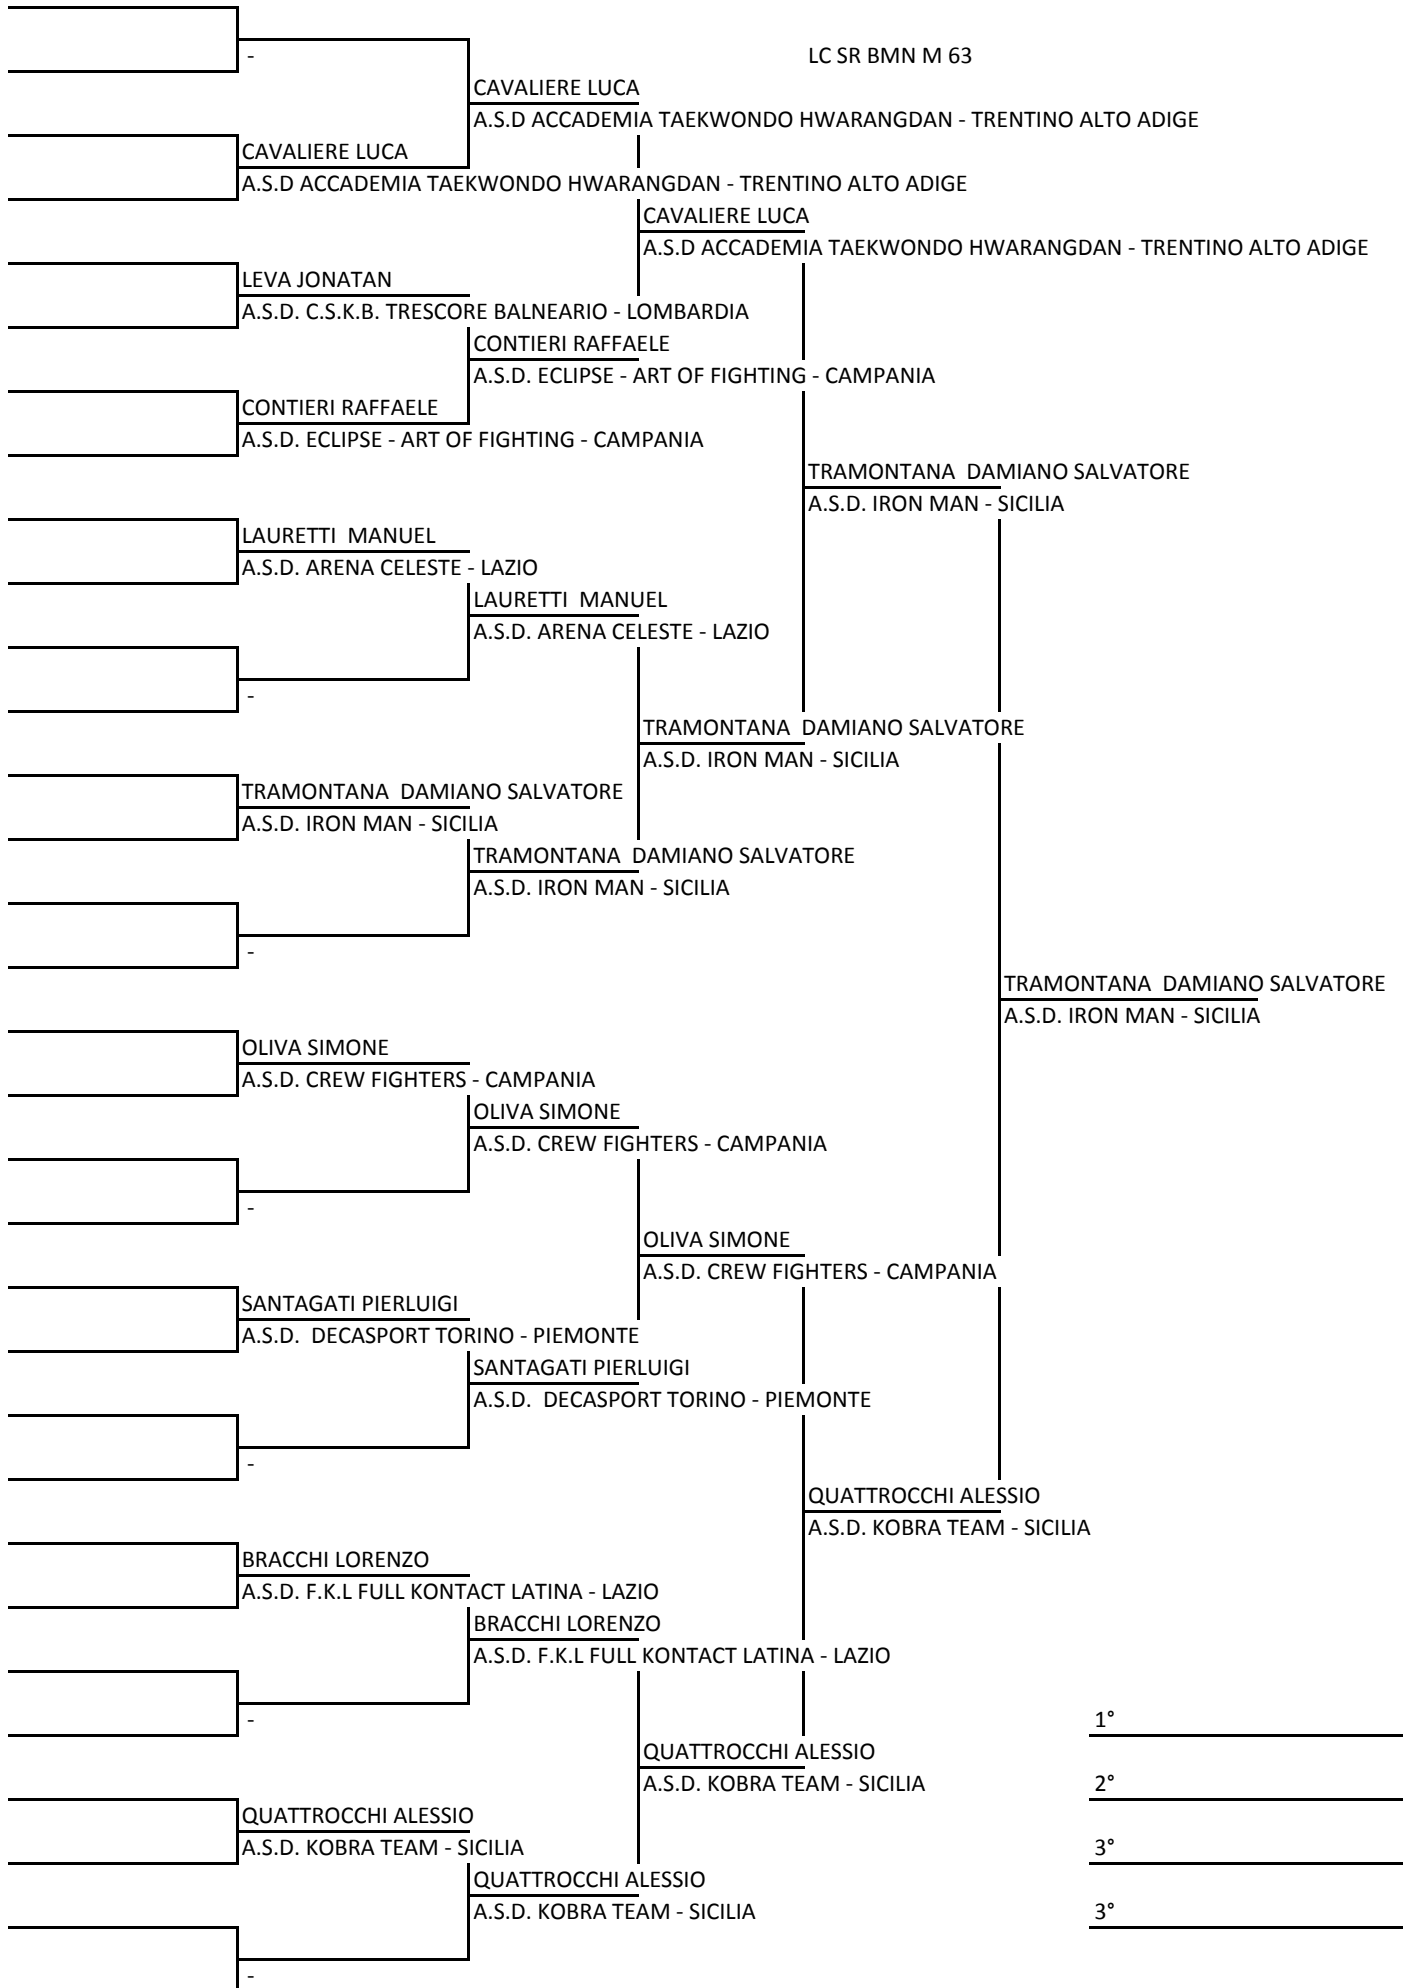 -
LC SR BMN M 63
CAVALIERE LUCA
A.S.D ACCADEMIA TAEKWONDO HWARANGDAN - TRENTINO ALTO ADIGE
CAVALIERE LUCA
A.S.D ACCADEMIA TAEKWONDO HWARANGDAN - TRENTINO ALTO ADIGE
CAVALIERE LUCA
A.S.D ACCADEMIA TAEKWONDO HWARANGDAN - TRENTINO ALTO ADIGE
LEVA JONATAN
A.S.D. C.S.K.B. TRESCORE BALNEARIO - LOMBARDIA
CONTIERI RAFFAELE
A.S.D. ECLIPSE - ART OF FIGHTING - CAMPANIA
CONTIERI RAFFAELE
A.S.D. ECLIPSE - ART OF FIGHTING - CAMPANIA
TRAMONTANA  DAMIANO SALVATORE
A.S.D. IRON MAN - SICILIA
LAURETTI  MANUEL
A.S.D. ARENA CELESTE - LAZIO
LAURETTI  MANUEL
A.S.D. ARENA CELESTE - LAZIO
-
TRAMONTANA  DAMIANO SALVATORE
A.S.D. IRON MAN - SICILIA
TRAMONTANA  DAMIANO SALVATORE
A.S.D. IRON MAN - SICILIA
TRAMONTANA  DAMIANO SALVATORE
A.S.D. IRON MAN - SICILIA
-
TRAMONTANA  DAMIANO SALVATORE
A.S.D. IRON MAN - SICILIA
OLIVA SIMONE
A.S.D. CREW FIGHTERS - CAMPANIA
OLIVA SIMONE
A.S.D. CREW FIGHTERS - CAMPANIA
-
OLIVA SIMONE
A.S.D. CREW FIGHTERS - CAMPANIA
SANTAGATI PIERLUIGI
A.S.D.  DECASPORT TORINO - PIEMONTE
SANTAGATI PIERLUIGI
A.S.D.  DECASPORT TORINO - PIEMONTE
-
QUATTROCCHI ALESSIO
A.S.D. KOBRA TEAM - SICILIA
BRACCHI LORENZO
A.S.D. F.K.L FULL KONTACT LATINA - LAZIO
BRACCHI LORENZO
A.S.D. F.K.L FULL KONTACT LATINA - LAZIO
-
1°
QUATTROCCHI ALESSIO
A.S.D. KOBRA TEAM - SICILIA
2°
QUATTROCCHI ALESSIO
A.S.D. KOBRA TEAM - SICILIA
3°
QUATTROCCHI ALESSIO
A.S.D. KOBRA TEAM - SICILIA
3°
-